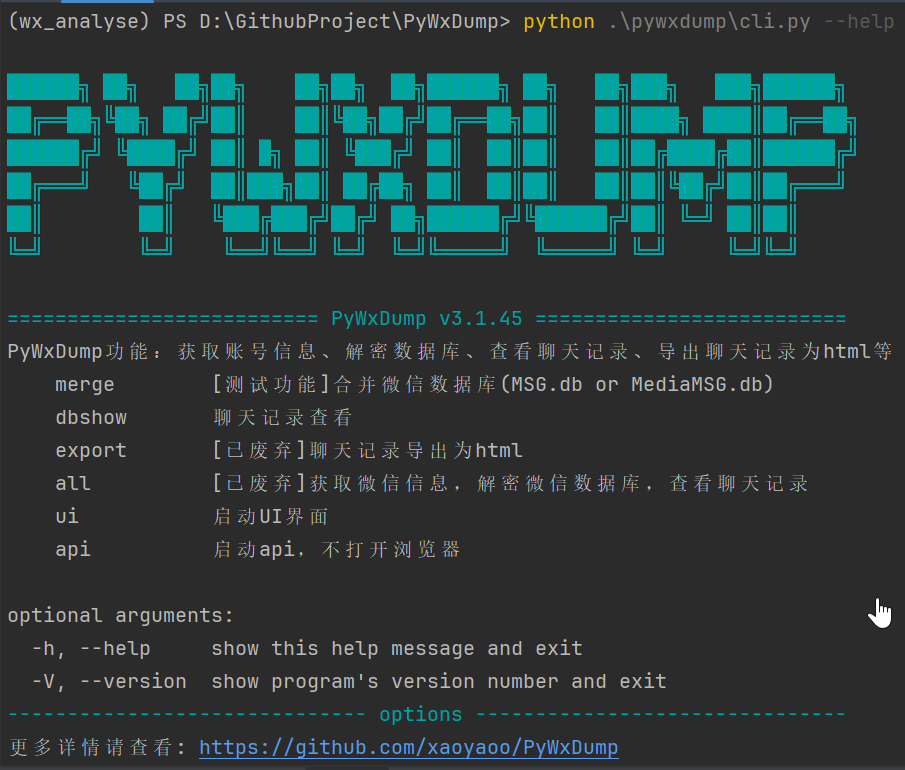 (wx_analyse) PS D:\GithubProject\PyWxDump> python .\pywxdump\cli.py --help
PYWXDUMP
========================== PyWxDump v3.1.45 ==========================
PyWxDump功能：获取账号信息、解密数据库、查看聊天记录、导出聊天记录为html等
merge [测试功能]合并微信数据库(MSG.db or MediaMSG.db)
dbshow 聊天记录查看
export [已废弃]聊天记录导出为html
all [已废弃]获取微信信息，解密微信数据库，查看聊天记录
ui 启动UI界面
api 启动api，不打开浏览器
optional arguments:
-h, --help show this help message and exit
-V, --version show program's version number and exit
------------------------------ options -------------------------------
更多详情请查看: https://github.com/xaoyaoo/PyWxDump